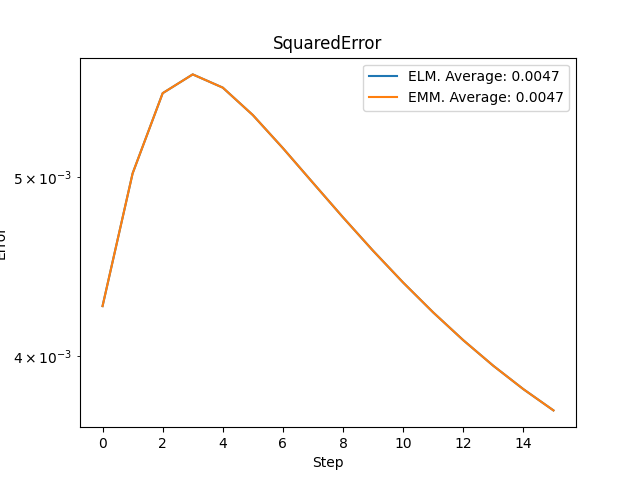 SquaredError
ELM. Average: 0.0047
EMM. Average: 0.0047
5 × 10⁻³
4 × 10⁻³
Error
0 2 4 6 8 10 12 14
Step